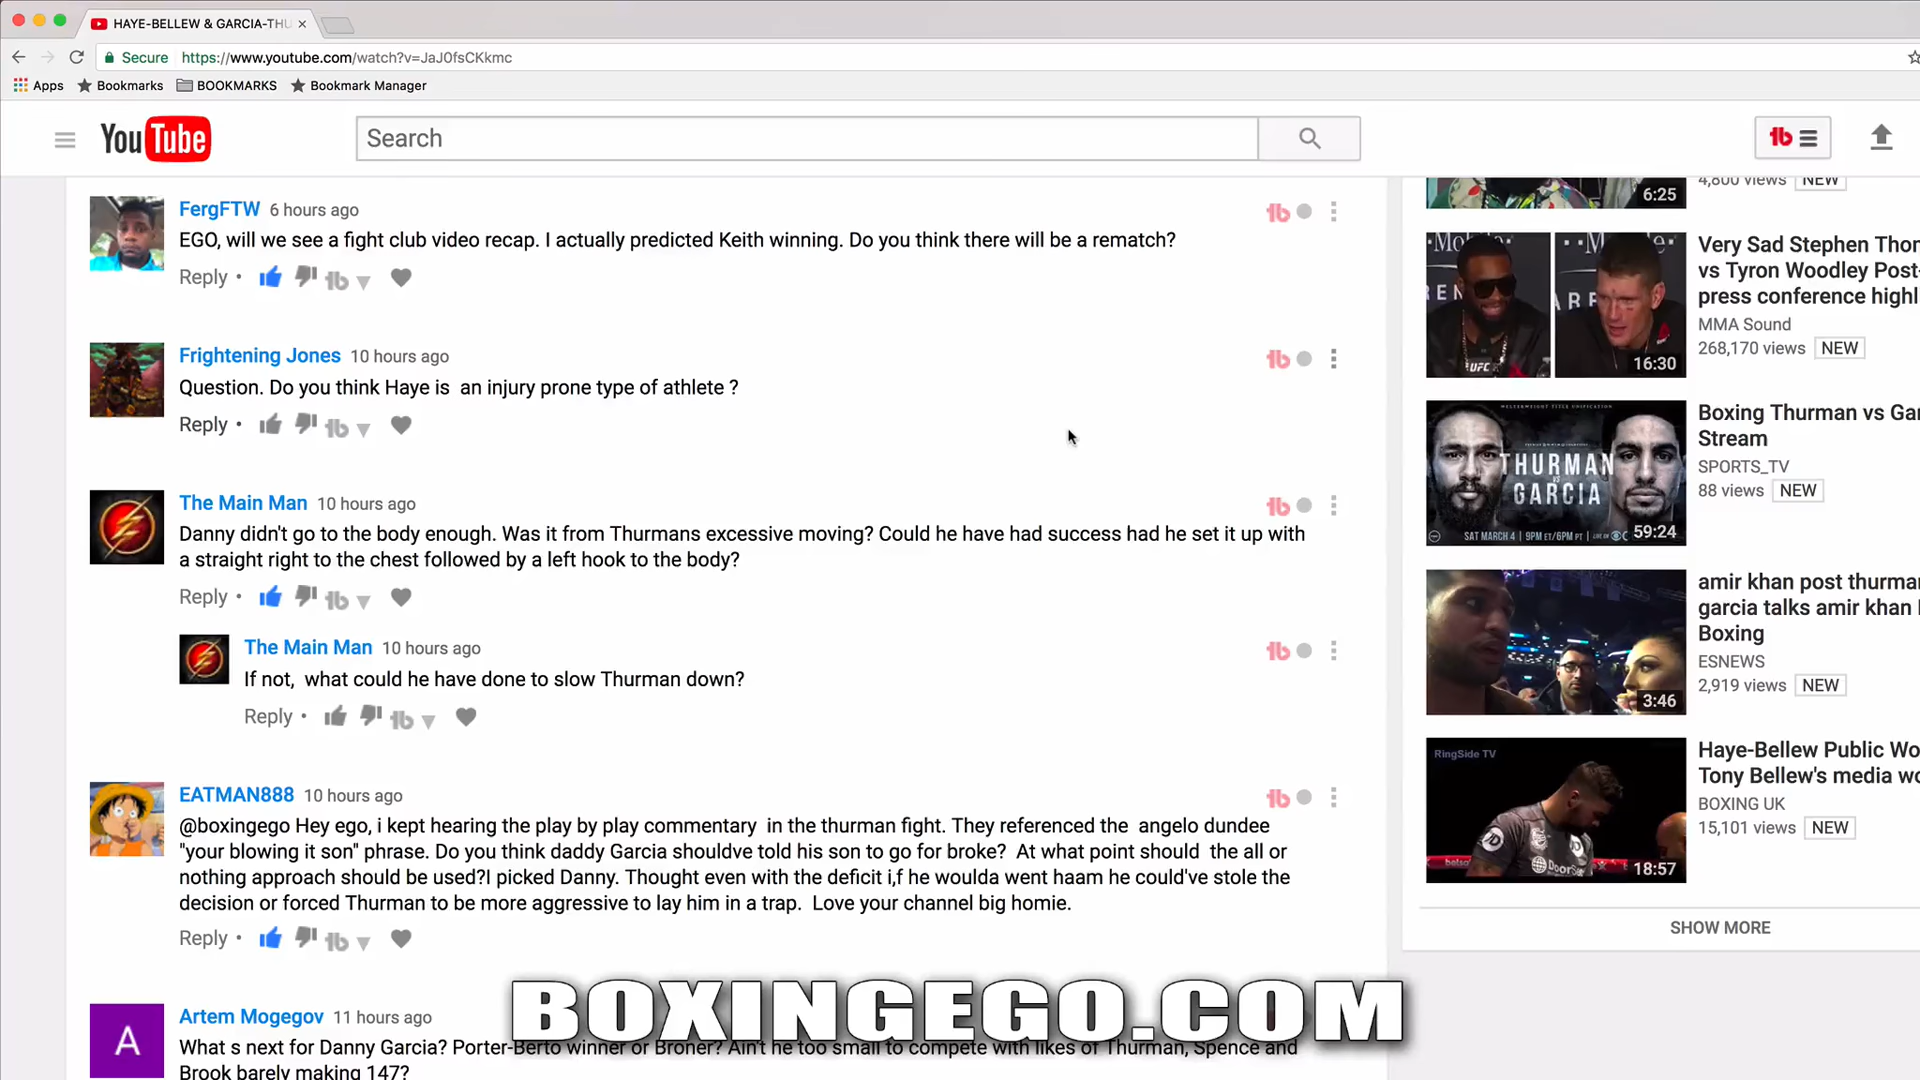 HAYE-BELLEW & GARCIA-THU
Secure https://www.youtube.com/watch?v=JaJ0fsCKkmc
Apps Bookmarks BOOKMARKS Bookmark Manager
YouTube Search
FergFTW 6 hours ago
EGO, will we see a fight club video recap. I actually predicted Keith winning. Do you think there will be a rematch?
Reply
Frightening Jones 10 hours ago
Question. Do you think Haye is an injury prone type of athlete ?
Reply
The Main Man 10 hours ago
Danny didn't go to the body enough. Was it from Thurmans excessive moving? Could he have had success had he set it up with
a straight right to the chest followed by a left hook to the body?
Reply
The Main Man 10 hours ago
If not, what could he have done to slow Thurman down?
Reply
EATMAN888 10 hours ago
@boxingego Hey ego, i kept hearing the play by play commentary in the thurman fight. They referenced the angelo dundee
"your blowing it son" phrase. Do you think daddy Garcia shouldve told his son to go for broke? At what point should the all or
nothing approach should be used?I picked Danny. Thought even with the deficit i,f he woulda went haam he could've stole the
decision or forced Thurman to be more aggressive to lay him in a trap. Love your channel big homie.
Reply
Artem Mogegov 11 hours ago
What s next for Danny Garcia? Porter-Berto winner or Broner? Ain't he too small to compete with likes of Thurman, Spence and
Brook barely making 147?
BOXINGEGO.COM
6:25
4,800 views NEW
16:30
Very Sad Stephen Thom
vs Tyron Woodley Post-
press conference highl
MMA Sound
268,170 views NEW
THURMAN
VS
GARCIA
SAT MARCH 4 | 9PM ET/6PM PT
59:24
Boxing Thurman vs Gar
Stream
SPORTS_TV
88 views NEW
3:46
amir khan post thurman
garcia talks amir khan
Boxing
ESNEWS
2,919 views NEW
RingSide TV
18:57
Haye-Bellew Public Wo
Tony Bellew's media wo
BOXING UK
15,101 views NEW
SHOW MORE